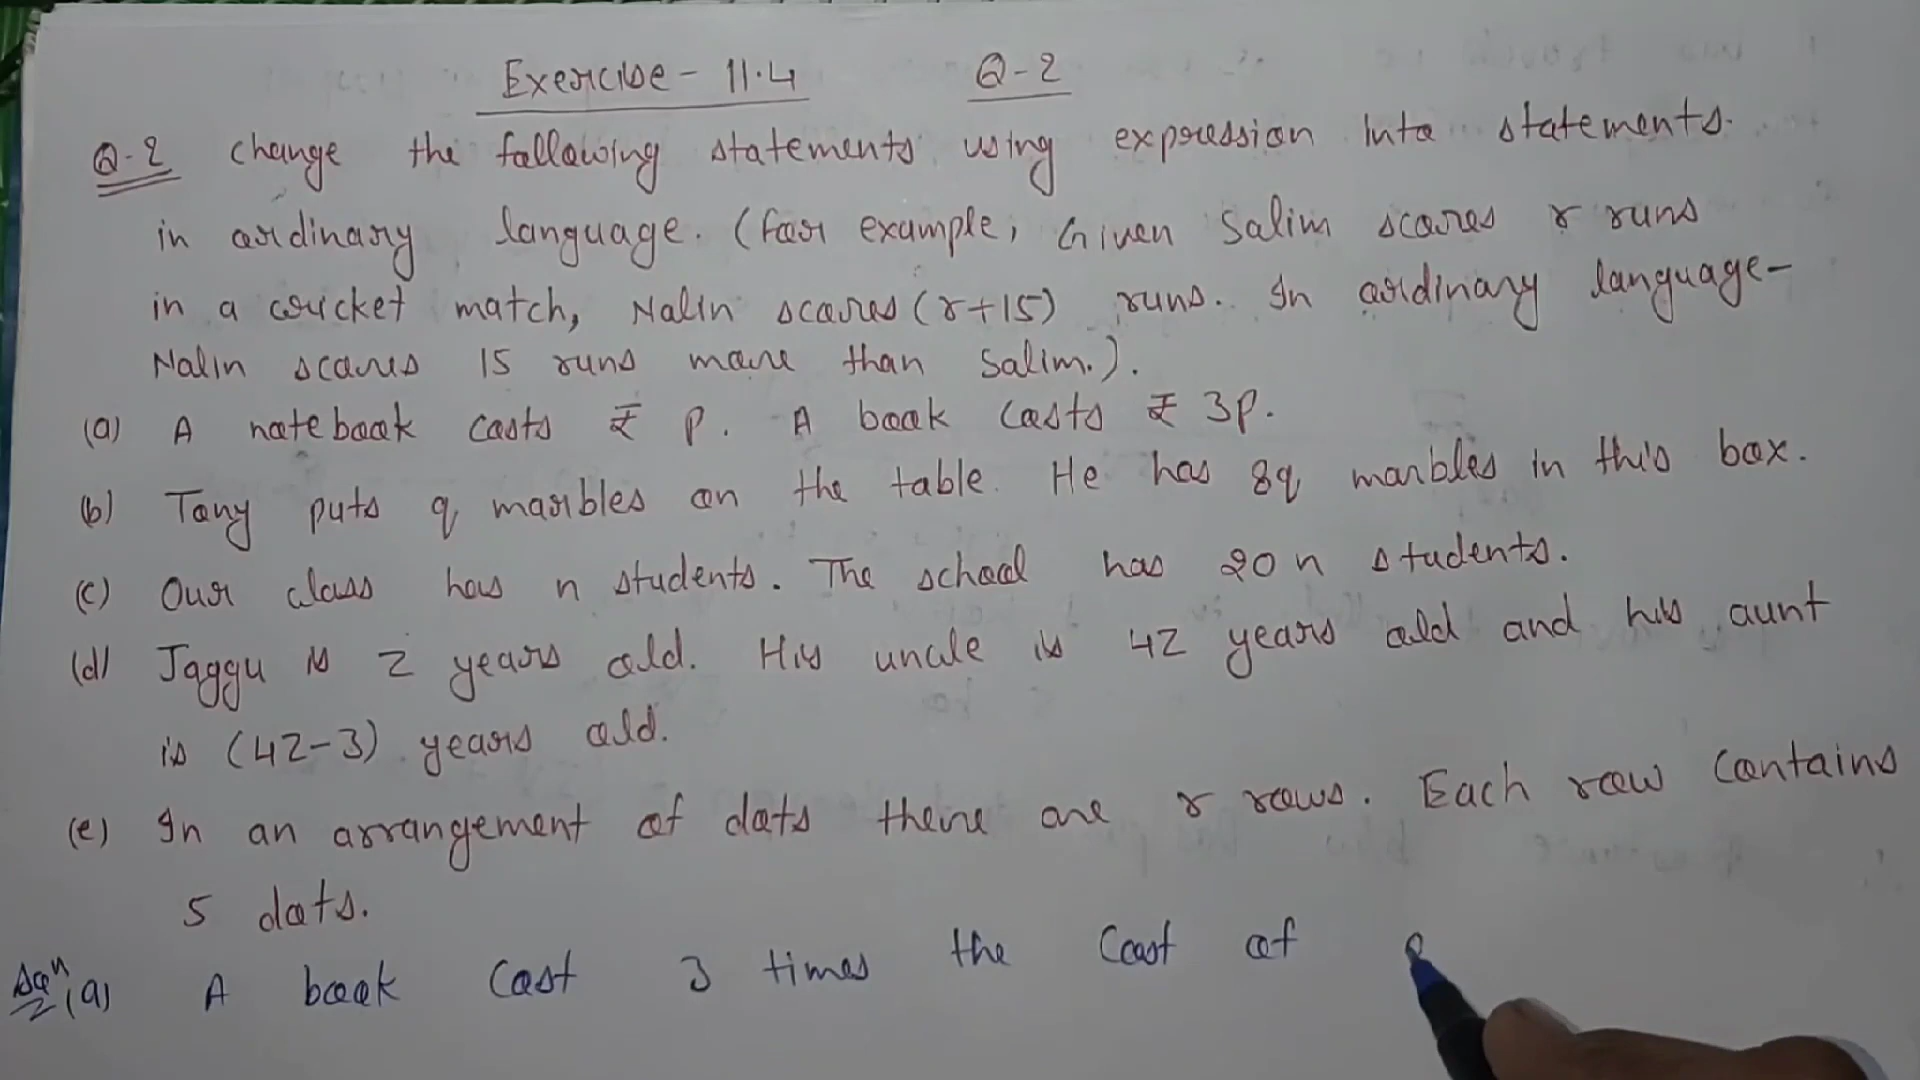 Exercise - 11.4 Q-2
Q-2 change the following statements using expression into statements.
in ordinary language. (for example, Given Salim scores r runs
in a cricket match, Nalin scores (r+15) runs. In ordinary language-
Nalin scores 15 runs more than Salim.).
(a) A notebook costs ₹ p. A book costs ₹ 3p.
(b) Tony puts q marbles on the table. He has 8q marbles in this box.
(c) Our class has n students. The school has 20n students.
(d) Jaggu is z years old. His uncle is 4z years old and his aunt
is (4z-3) years old.
(e) In an arrangement of dots there are r rows. Each row contains
5 dots.
Solⁿ (a) A book cost 3 times the cost of